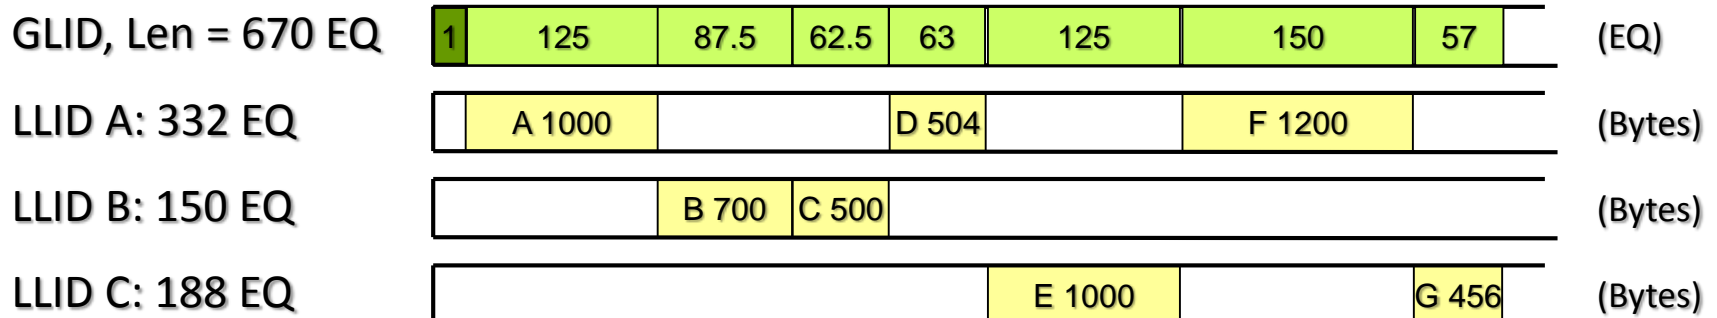 GLID, Len = 670 EQ 1 125 87.5 62.5 63 125 150 57 (EQ)
LLID A: 332 EQ A 1000 D 504 F 1200 (Bytes)
LLID B: 150 EQ B 700 C 500 (Bytes)
LLID C: 188 EQ E 1000 G 456 (Bytes)